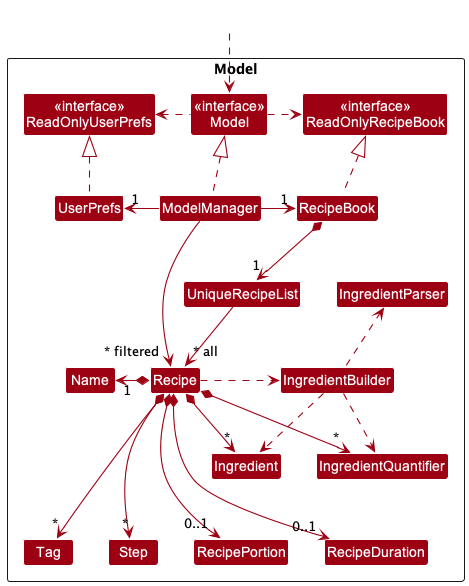 Model
«interface»
ReadOnlyUserPrefs
«interface»
Model
«interface»
ReadOnlyRecipeBook
UserPrefs
1
ModelManager
1
RecipeBook
1
UniqueRecipeList
IngredientParser
* filtered
* all
Name
1
Recipe
IngredientBuilder
*
*
Ingredient
IngredientQuantifier
*
*
0..1
0..1
Tag
Step
RecipePortion
RecipeDuration